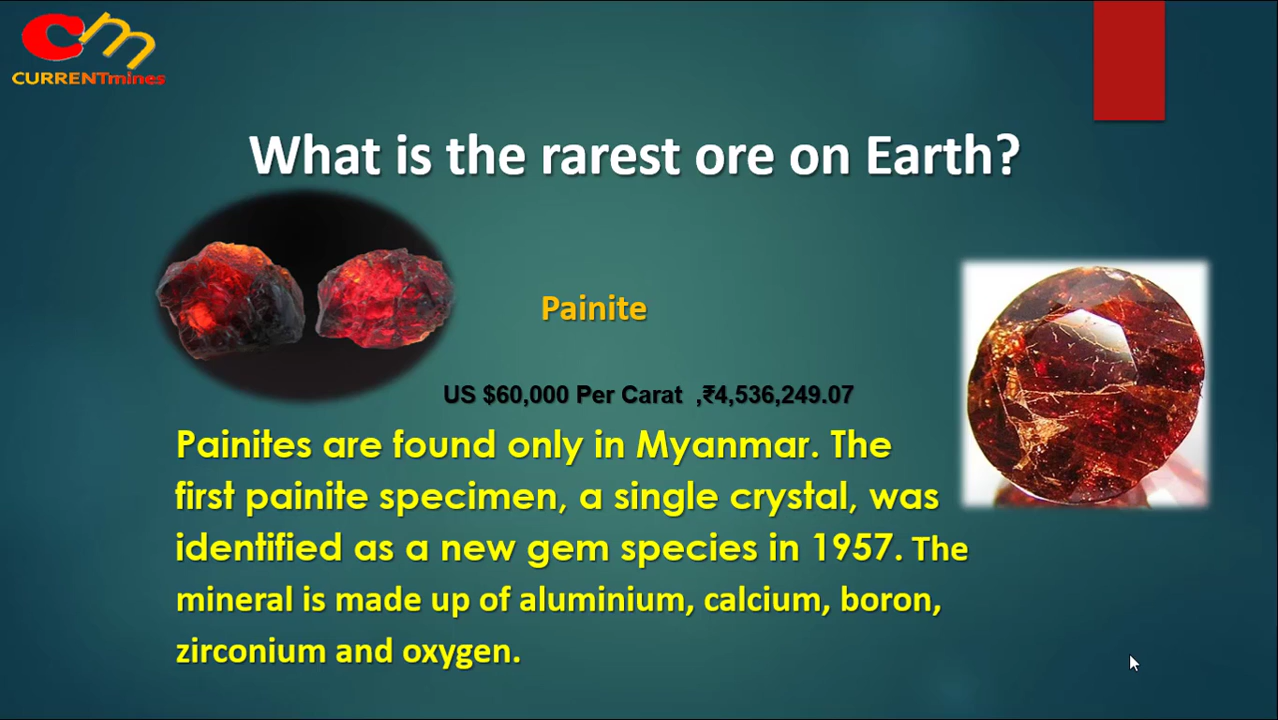 cm
CURRENTmines
What is the rarest ore on Earth?
Painite
US $60,000 Per Carat ,₹4,536,249.07
Painites are found only in Myanmar. The
first painite specimen, a single crystal, was
identified as a new gem species in 1957. The
mineral is made up of aluminium, calcium, boron,
zirconium and oxygen.